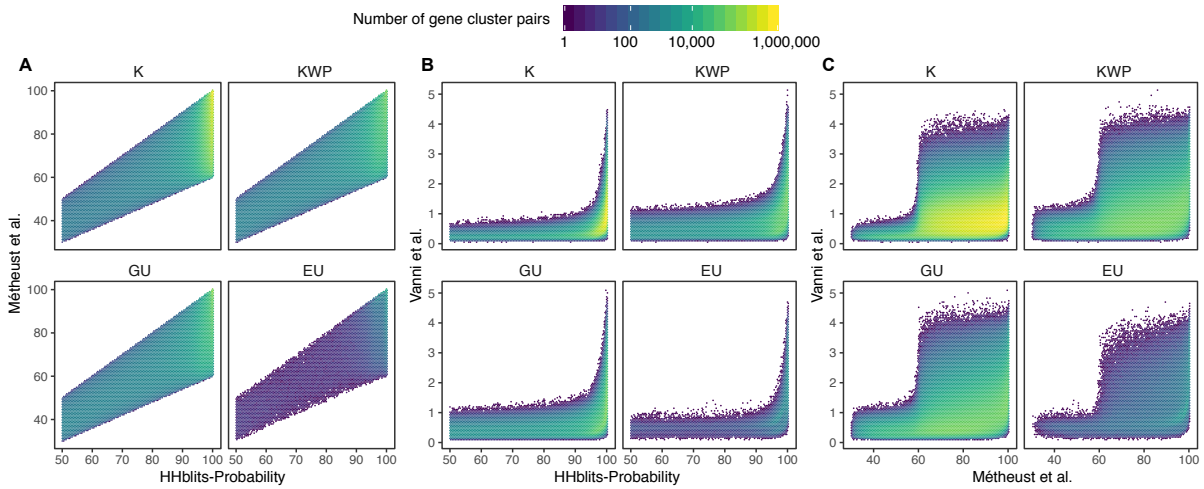 Number of gene cluster pairs
1 100 10,000 1,000,000
A B C
K KWP K KWP K KWP
100 5 5
80 4 4
60 3 3
40 2 2
1 1
0 0
GU EU GU EU GU EU
100 5 5
80 4 4
60 3 3
40 2 2
1 1
0 0
Métheust et al.
Vanni et al.
Vanni et al.
50 60 70 80 90 100 50 60 70 80 90 100 50 60 70 80 90 100 50 60 70 80 90 100 40 60 80 100 40 60 80 100
HHblits-Probability HHblits-Probability Métheust et al.